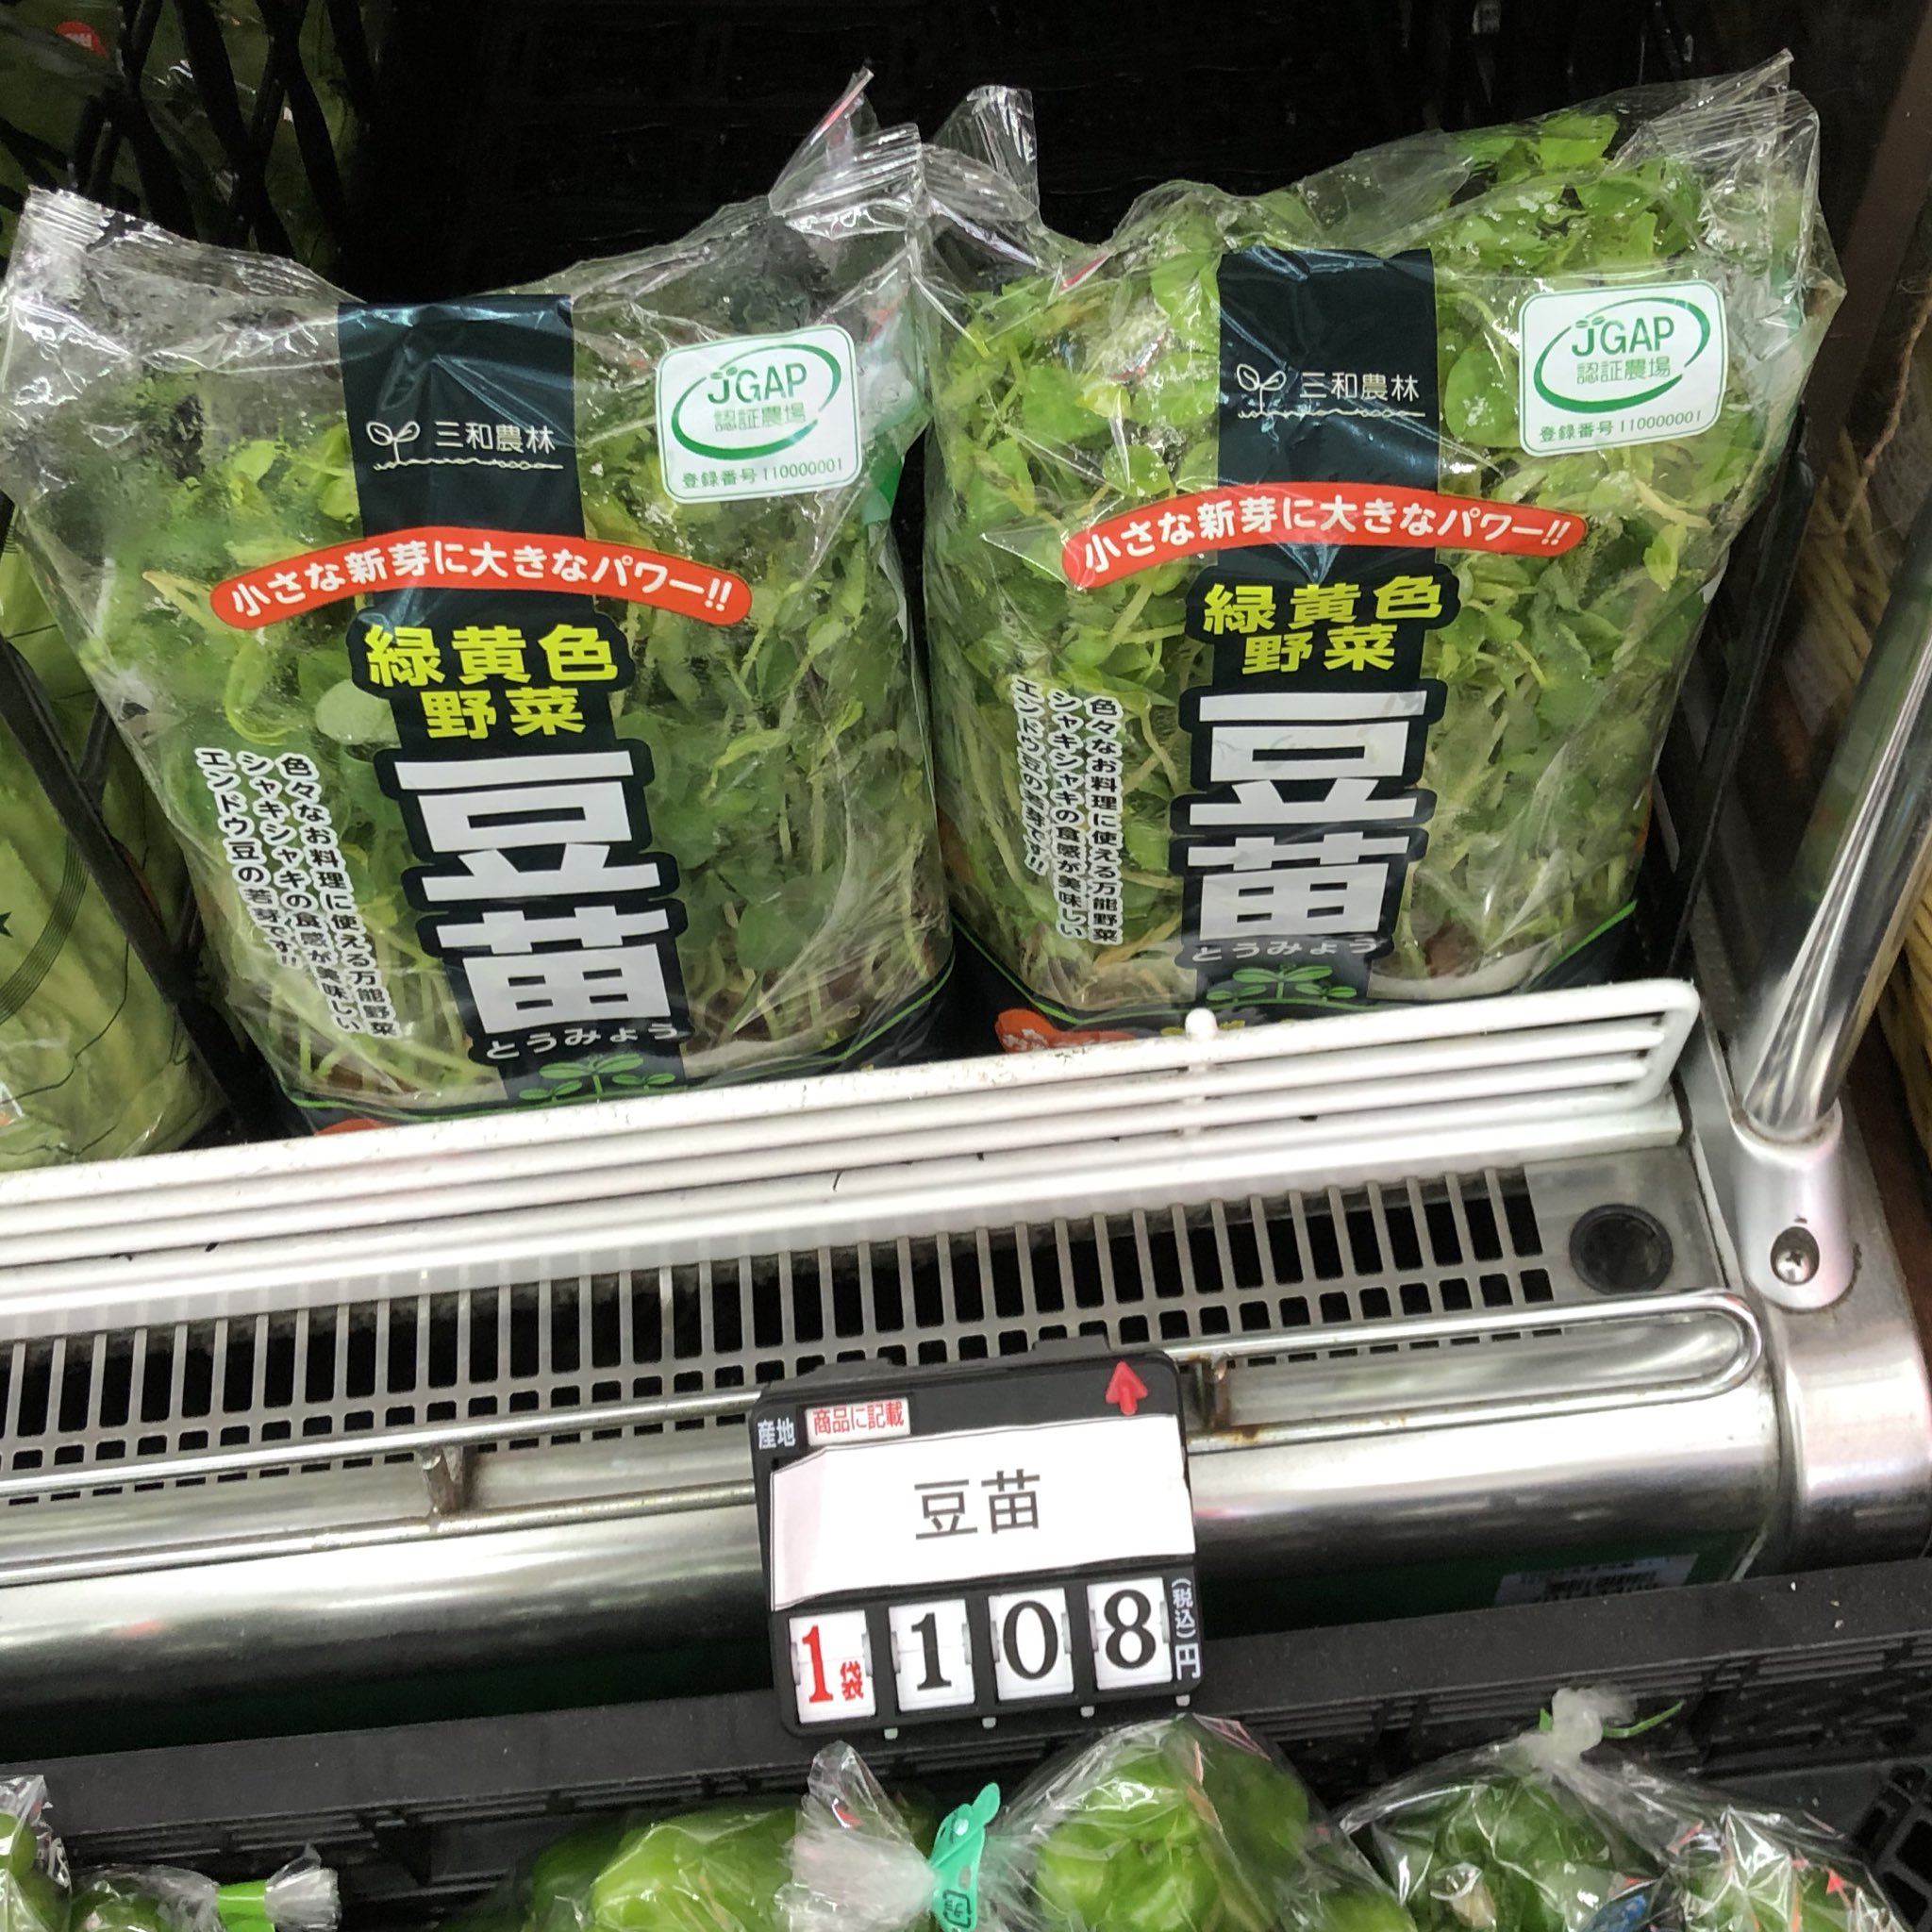 三和農林
JGAP
認証農場
登録番号 110000001
小さな新芽に大きなパワー!!
緑黄色
野菜
豆苗
とうみょう
色々なお料理に使える万能野菜
シャキシャキの食感が美味しい
エンドウ豆の若芽です!!
三和農林
JGAP
認証農場
登録番号 110000001
小さな新芽に大きなパワー!!
緑黄色
野菜
豆苗
とうみょう
色々なお料理に使える万能野菜
シャキシャキの食感が美味しい
エンドウ豆の若芽です!!
産地 商品に記載
豆苗
1袋 108 (税込)円